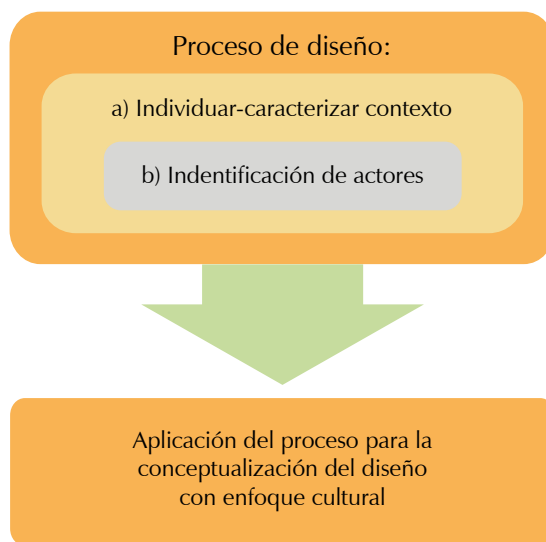 Proceso de diseño:
a) Individuar-caracterizar contexto
b) Indentificación de actores
Aplicación del proceso para la
conceptualización del diseño
con enfoque cultural